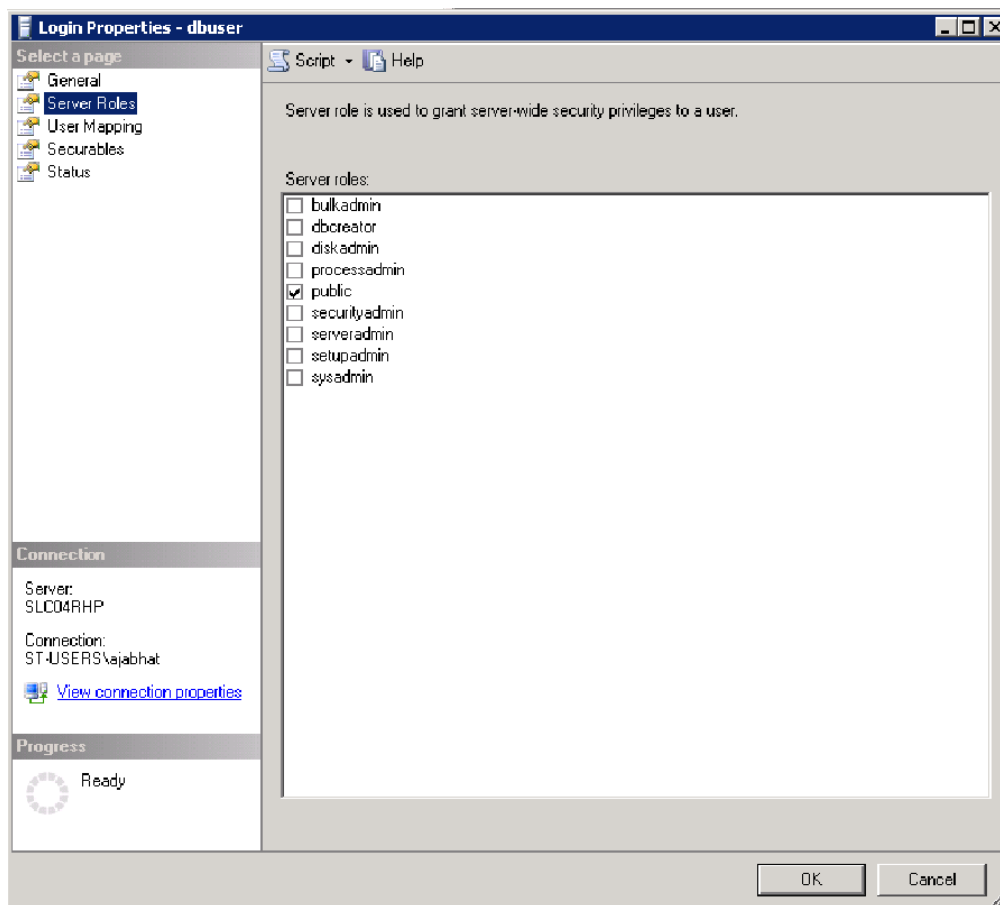 Login Properties - dbuser
Select a page
General
Server Roles
User Mapping
Securables
Status
Script
Help
Server role is used to grant server-wide security privileges to a user.
Server roles:
bulkadmin
dbcreator
diskadmin
processadmin
public
securityadmin
serveradmin
setupadmin
sysadmin
Connection
Server:
SLC04RHP
Connection:
ST-USERS\ajabhat
View connection properties
Progress
Ready
OK
Cancel